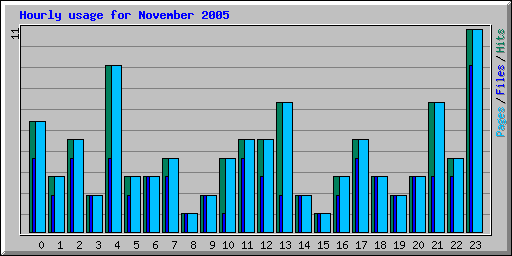 Hourly usage for November 2005
11
Pages/Files/Hits
0 1 2 3 4 5 6 7 8 9 10 11 12 13 14 15 16 17 18 19 20 21 22 23